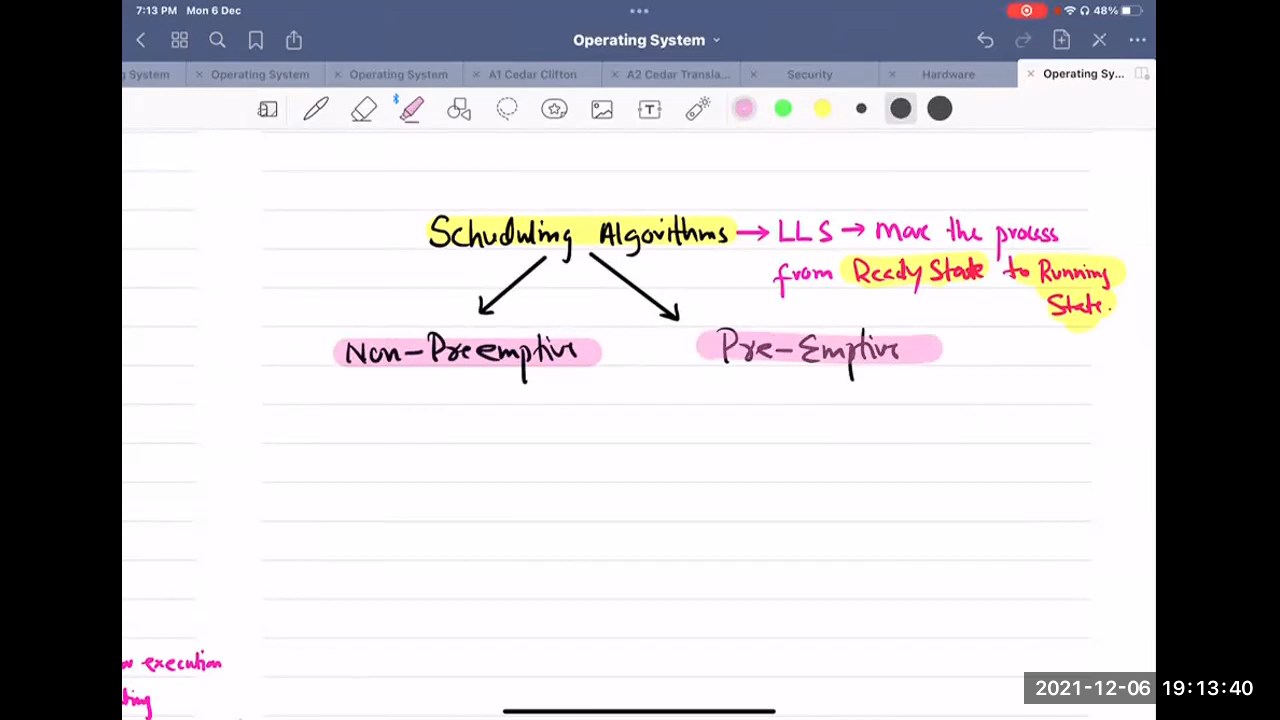 7:13 PM Mon 6 Dec
48%
Operating System
g System
Operating System
Operating System
A1 Cedar Clifton
A2 Cedar Transla...
Security
Hardware
Operating Sy...
Schuduling Algorithms → LLS → Move the process
from Ready State to Running
State.
Non-Preemptive
Pre-Emptive
execution
ting
2021-12-06 19:13:40